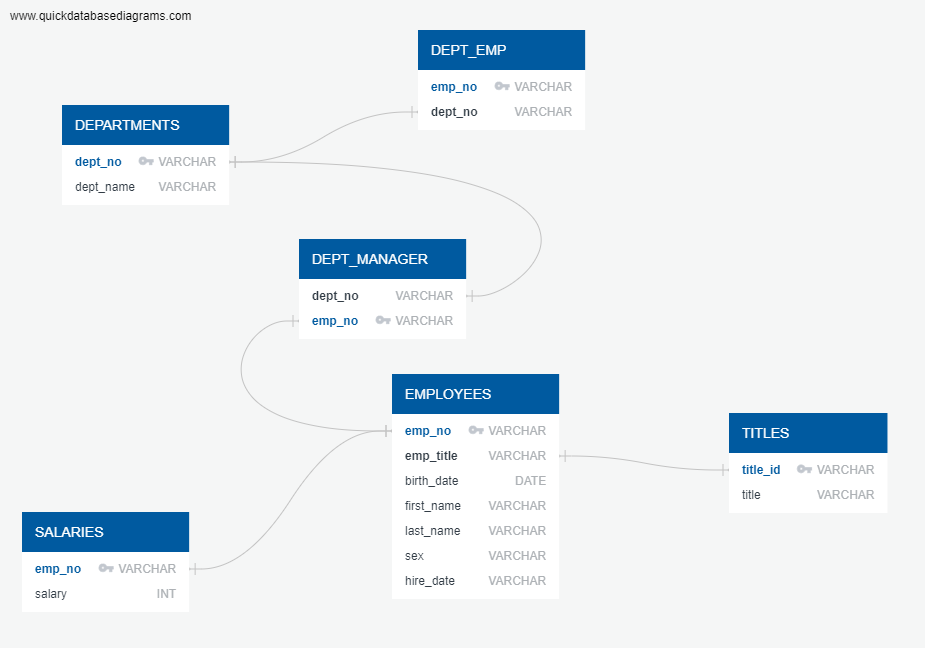 www.quickdatabasediagrams.com
DEPT_EMP
emp_no VARCHAR
dept_no VARCHAR
DEPARTMENTS
dept_no VARCHAR
dept_name VARCHAR
DEPT_MANAGER
dept_no VARCHAR
emp_no VARCHAR
EMPLOYEES
emp_no VARCHAR
emp_title VARCHAR
birth_date DATE
first_name VARCHAR
last_name VARCHAR
sex VARCHAR
hire_date VARCHAR
TITLES
title_id VARCHAR
title VARCHAR
SALARIES
emp_no VARCHAR
salary INT